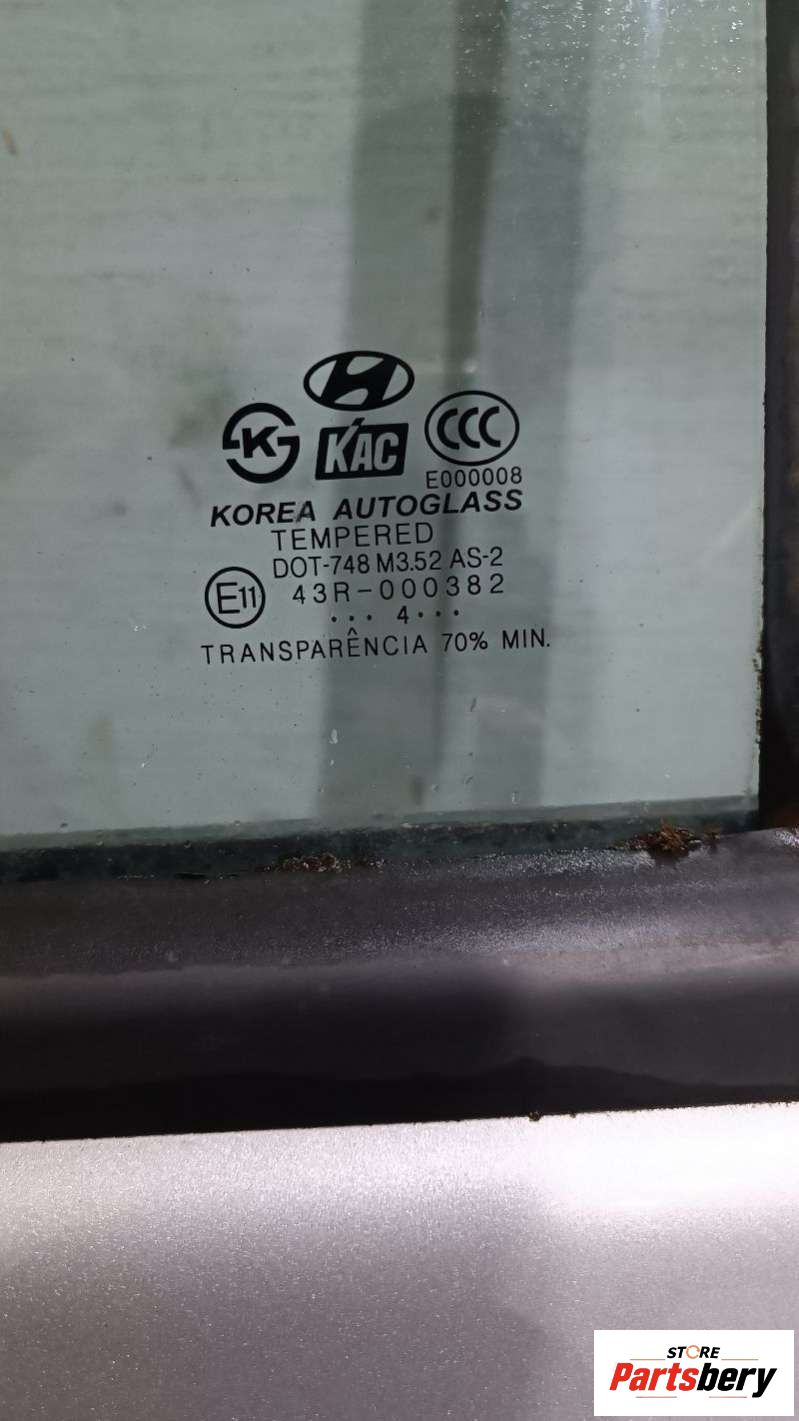 K
KAC
CCC
E000008
KOREA AUTOGLASS
TEMPERED
DOT-748 M3.52 AS-2
E11
43R-000382
... 4 ...
TRANSPARÊNCIA 70% MIN.
STORE
Partsbery